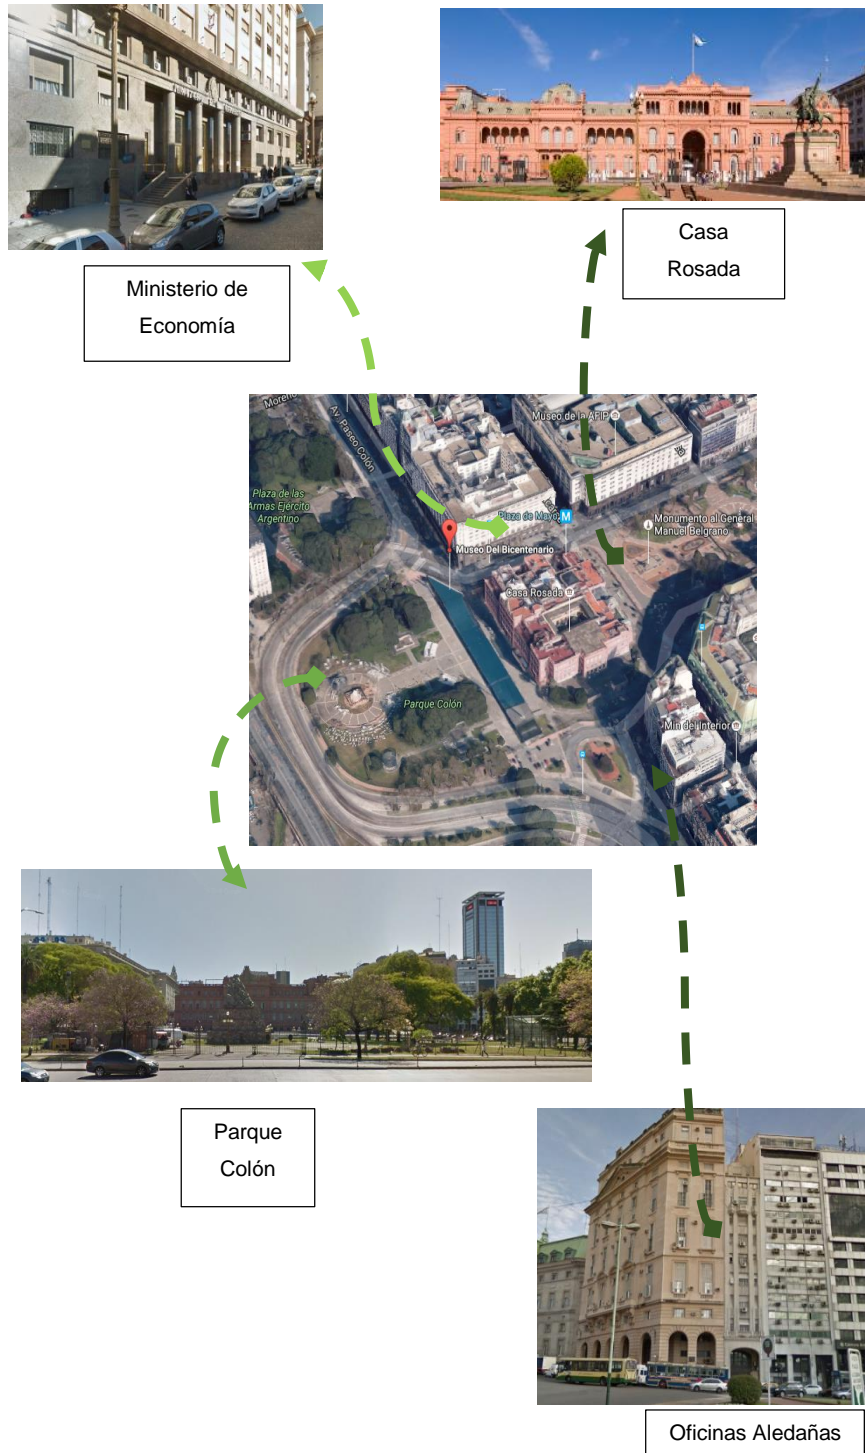 Ministerio de
Economía
Casa
Rosada
Moreno
Av. Paseo Colón
Museo de la AFIP
Plaza de las
Armas Ejército
Argentino
Plaza de Mayo
M
Monumento al General
Manuel Belgrano
Museo Del Bicentenario
Casa Rosada
Parque Colón
Min del Interior
Parque
Colón
Oficinas Aledañas